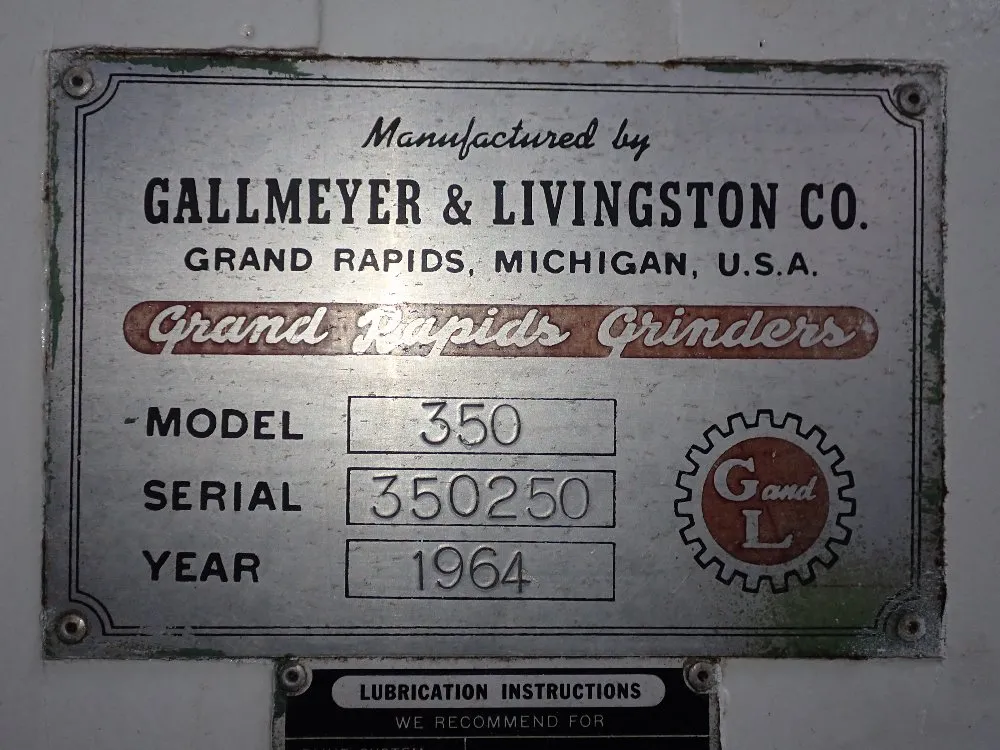 Manufactured by
GALLMEYER & LIVINGSTON CO.
GRAND RAPIDS, MICHIGAN, U.S.A.
Grand Rapids Grinders
MODEL 350
SERIAL 350250
YEAR 1964
G and
L
LUBRICATION INSTRUCTIONS
WE RECOMMEND FOR